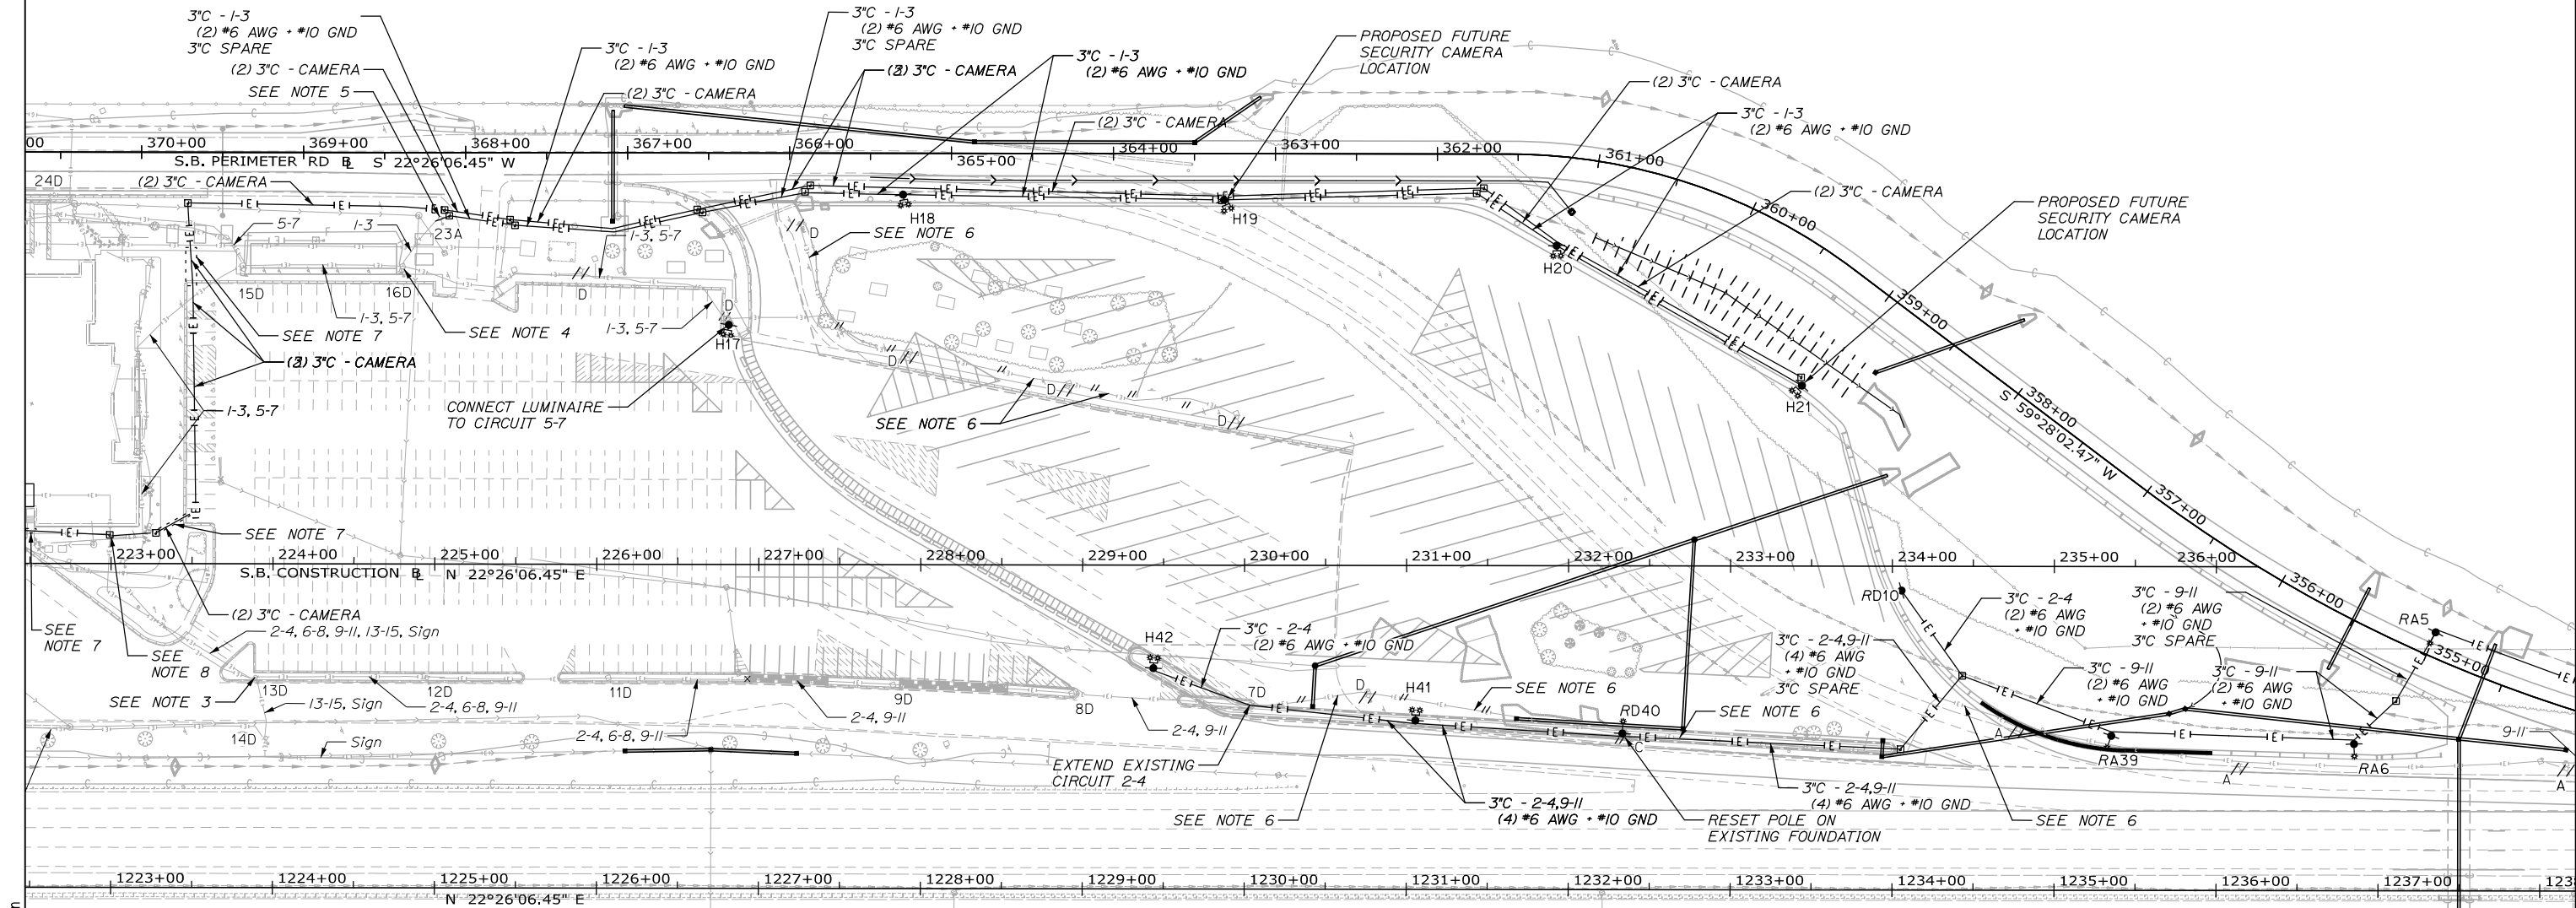 3"C - 1-3
(2) #6 AWG + #10 GND
3"C SPARE
(2) 3"C - CAMERA
SEE NOTE 5
3"C - 1-3
(2) #6 AWG + #10 GND
(2) 3"C - CAMERA
3"C - 1-3
(2) #6 AWG + #10 GND
3"C SPARE
3"C - CAMERA
3"C - 1-3
(2) #6 AWG + #10 GND
(2) 3"C - CAMERA
PROPOSED FUTURE
SECURITY CAMERA
LOCATION
(2) 3"C - CAMERA
3"C - 1-3
(2) #6 AWG + #10 GND
(2) 3"C - CAMERA
PROPOSED FUTURE
SECURITY CAMERA
LOCATION
00
370+00
369+00
368+00
367+00
366+00
365+00
364+00
363+00
362+00
361+00
360+00
359+00
358+00
357+00
356+00
355+00
S.B. PERIMETER RD BL S 22°26'06.45" W
S 59°28'02.47" W
24D
(2) 3"C - CAMERA
5-7
1-3
23A
1-3, 5-7
D
SEE NOTE 6
H18
H19
H20
H21
15D
16D
1-3, 5-7
SEE NOTE 7
SEE NOTE 4
D
1-3, 5-7
D
H17
3"C - CAMERA
1-3, 5-7
CONNECT LUMINAIRE
TO CIRCUIT 5-7
D
D
D
SEE NOTE 6
SEE NOTE 7
223+00
224+00
225+00
226+00
227+00
228+00
229+00
230+00
231+00
232+00
233+00
234+00
235+00
236+00
S.B. CONSTRUCTION BL N 22°26'06.45" E
(2) 3"C - CAMERA
SEE
NOTE 7
2-4, 6-8, 9-11, 13-15, Sign
SEE
NOTE 8
SEE NOTE 3
13D
12D
11D
9D
8D
7D
13-15, Sign
2-4, 6-8, 9-11
14D
Sign
2-4, 6-8, 9-11
2-4, 9-11
2-4, 9-11
H42
3"C - 2-4
(2) #6 AWG + #10 GND
D
H41
SEE NOTE 6
RD40
SEE NOTE 6
C
EXTEND EXISTING
CIRCUIT 2-4
SEE NOTE 6
3"C - 2-4,9-11
(4) #6 AWG + #10 GND
RESET POLE ON
EXISTING FOUNDATION
3"C - 2-4,9-11
(4) #6 AWG + #10 GND
3"C - 2-4,9-11
(4) #6 AWG
+ #10 GND
3"C SPARE
RD10
3"C - 2-4
(2) #6 AWG
+ #10 GND
3"C - 9-11
(2) #6 AWG
+ #10 GND
3"C SPARE
3"C - 9-11
(2) #6 AWG
+ #10 GND
3"C - 9-11
(2) #6 AWG
+ #10 GND
RA5
A
RA39
RA6
A
9-11
A
SEE NOTE 6
1223+00
1224+00
1225+00
1226+00
1227+00
1228+00
1229+00
1230+00
1231+00
1232+00
1233+00
1234+00
1235+00
1236+00
1237+00
N 22°26'06.45" E